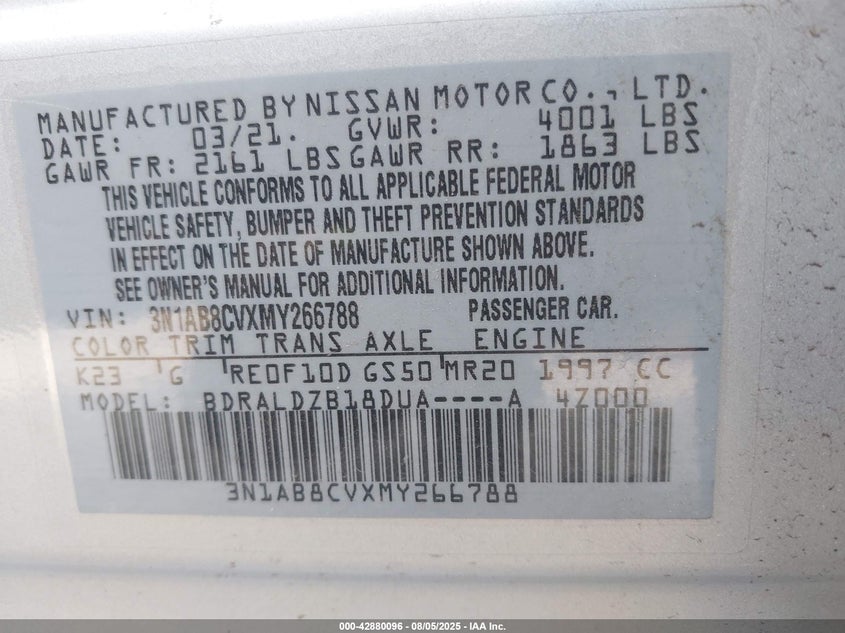 MANUFACTURED BY NISSAN MOTOR CO., LTD.
DATE: 03/21. GVWR: 4001 LBS
GAWR FR: 2161 LBS GAWR RR: 1863 LBS
THIS VEHICLE CONFORMS TO ALL APPLICABLE FEDERAL MOTOR
VEHICLE SAFETY, BUMPER AND THEFT PREVENTION STANDARDS
IN EFFECT ON THE DATE OF MANUFACTURE SHOWN ABOVE.
SEE OWNER'S MANUAL FOR ADDITIONAL INFORMATION.
VIN: 3N1AB8CVXMY266788 PASSENGER CAR.
COLOR TRIM TRANS AXLE ENGINE
K23 G RE0F10D GS50 MR20 1997 CC
MODEL: BDRALDZB18DUA----A 4Z000
3N1AB8CVXMY266788
000-42880096 - 08/05/2025 - IAA Inc.